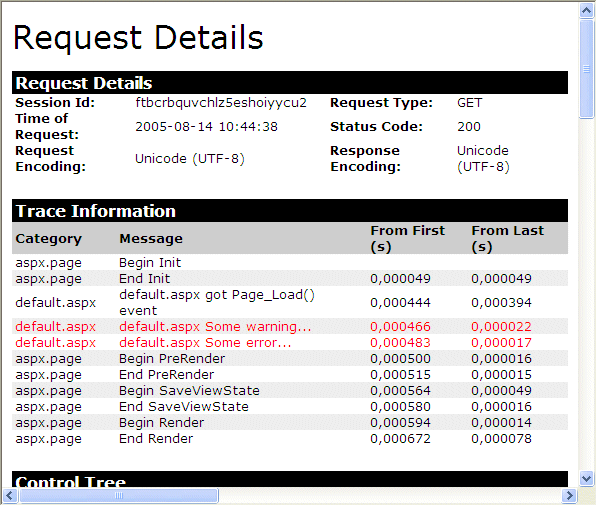 Request Details
Request Details
Session Id: ftbcrbquvchlz5eshoiyycu2 Request Type: GET
Time of Request: 2005-08-14 10:44:38 Status Code: 200
Request Encoding: Unicode (UTF-8) Response Encoding: Unicode (UTF-8)
Trace Information
Category Message From First (s) From Last (s)
aspx.page Begin Init
aspx.page End Init 0,000049 0,000049
default.aspx default.aspx got Page_Load() event 0,000444 0,000394
default.aspx default.aspx Some warning... 0,000466 0,000022
default.aspx default.aspx Some error... 0,000483 0,000017
aspx.page Begin PreRender 0,000500 0,000016
aspx.page End PreRender 0,000515 0,000015
aspx.page Begin SaveViewState 0,000564 0,000049
aspx.page End SaveViewState 0,000580 0,000016
aspx.page Begin Render 0,000594 0,000014
aspx.page End Render 0,000672 0,000078
Control Tree